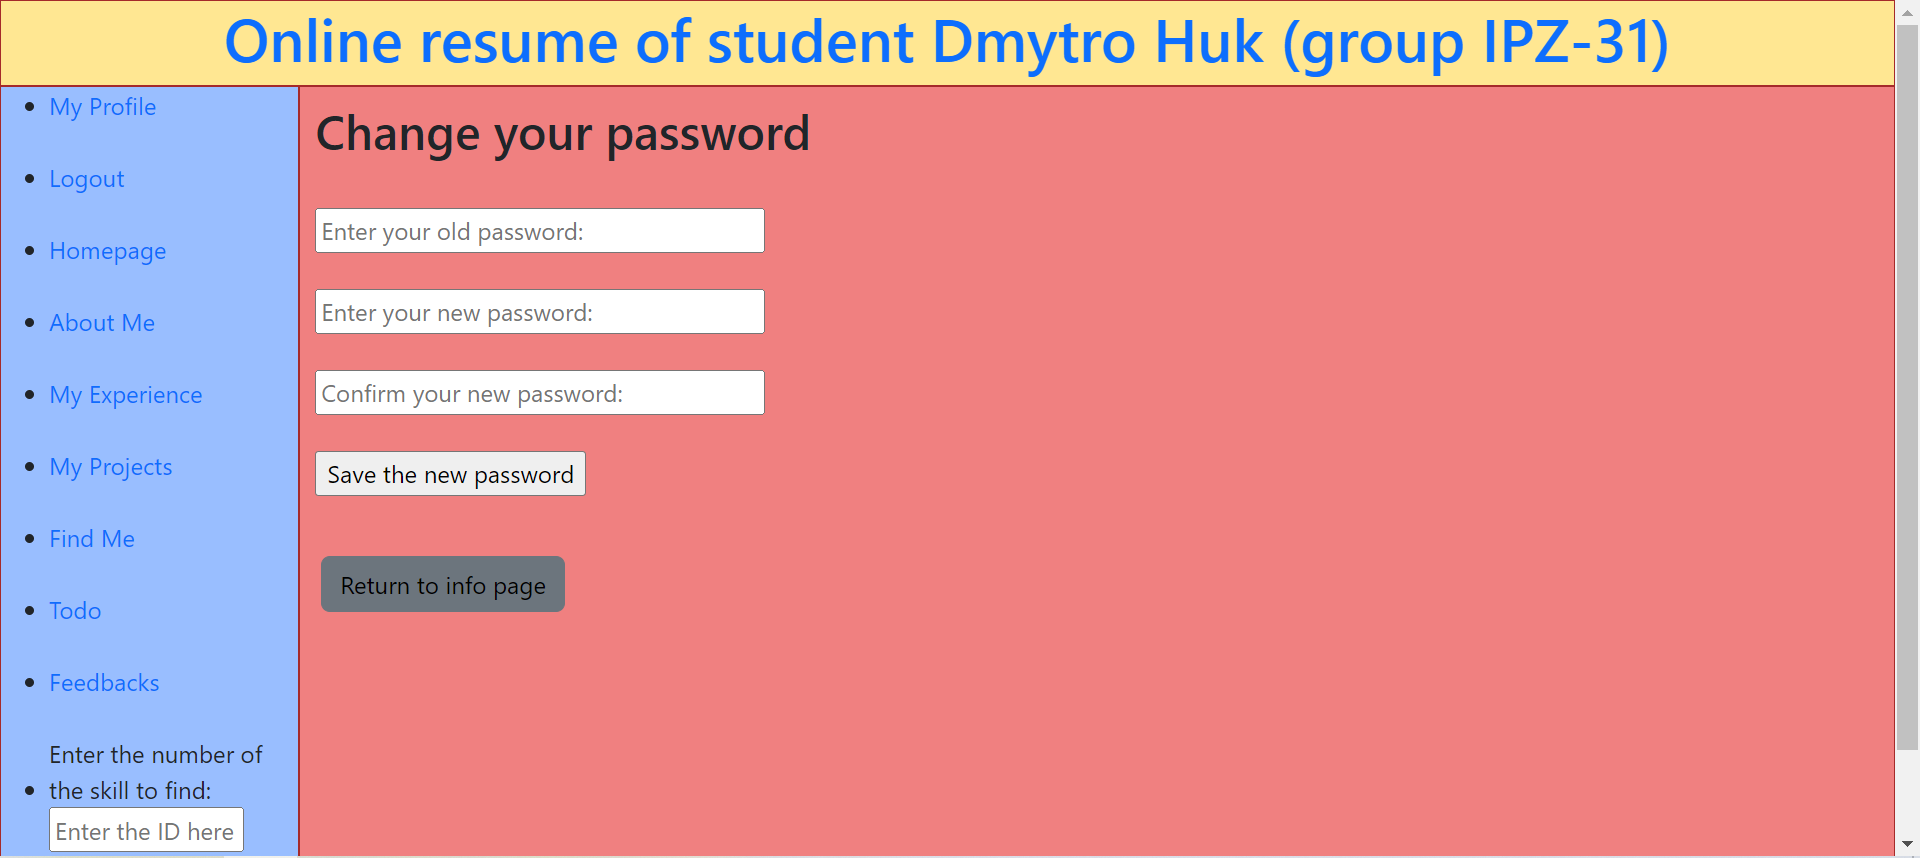 Online resume of student Dmytro Huk (group IPZ-31)
My Profile
Logout
Homepage
About Me
My Experience
My Projects
Find Me
Todo
Feedbacks
Enter the number of
the skill to find:
Enter the ID here
Change your password
Enter your old password:
Enter your new password:
Confirm your new password:
Save the new password
Return to info page